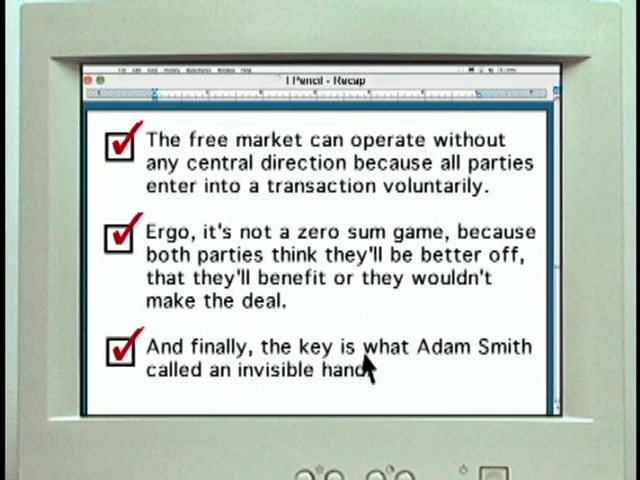 I Pencil - Recap
The free market can operate without
any central direction because all parties
enter into a transaction voluntarily.
Ergo, it's not a zero sum game, because
both parties think they'll be better off,
that they'll benefit or they wouldn't
make the deal.
And finally, the key is what Adam Smith
called an invisible hand